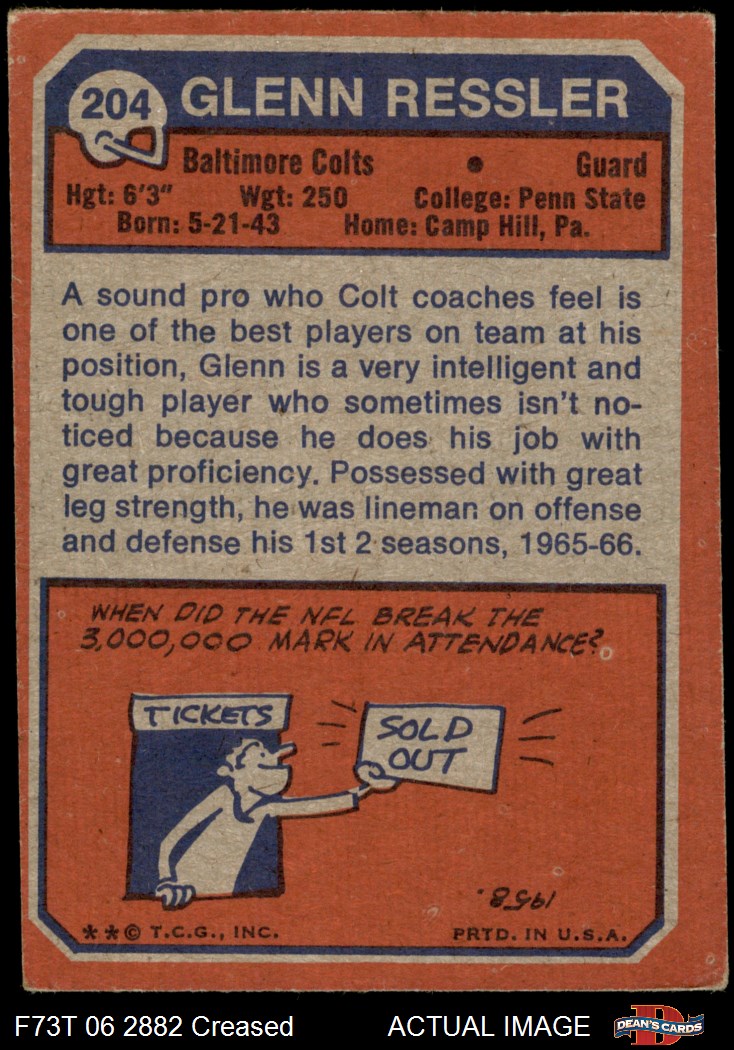 204 GLENN RESSLER
Baltimore Colts • Guard
Hgt: 6'3" Wgt: 250 College: Penn State
Born: 5-21-43 Home: Camp Hill, Pa.
A sound pro who Colt coaches feel is
one of the best players on team at his
position, Glenn is a very intelligent and
tough player who sometimes isn't no-
ticed because he does his job with
great proficiency. Possessed with great
leg strength, he was lineman on offense
and defense his 1st 2 seasons, 1965-66.
WHEN DID THE NFL BREAK THE
3,000,000 MARK IN ATTENDANCE?
TICKETS
SOLD
OUT
1958.
**© T.C.G., INC. PRTD. IN U.S.A.
F73T 06 2882 Creased ACTUAL IMAGE
D
DEAN'S CARDS